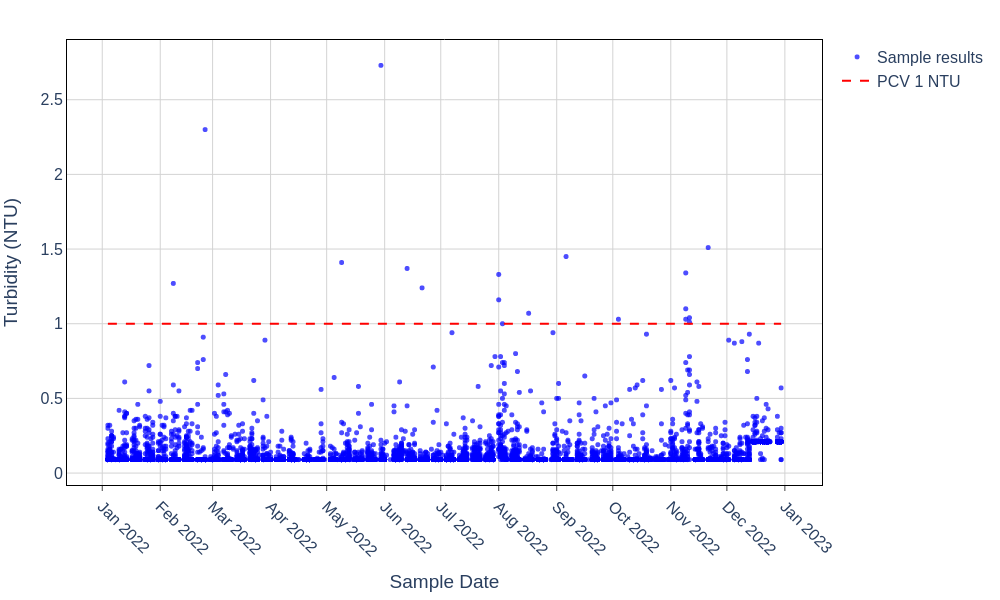 Sample results
PCV 1 NTU
Turbidity (NTU)
2.5
2
1.5
1
0.5
0
Jan 2022
Feb 2022
Mar 2022
Apr 2022
May 2022
Jun 2022
Jul 2022
Aug 2022
Sep 2022
Oct 2022
Nov 2022
Dec 2022
Jan 2023
Sample Date